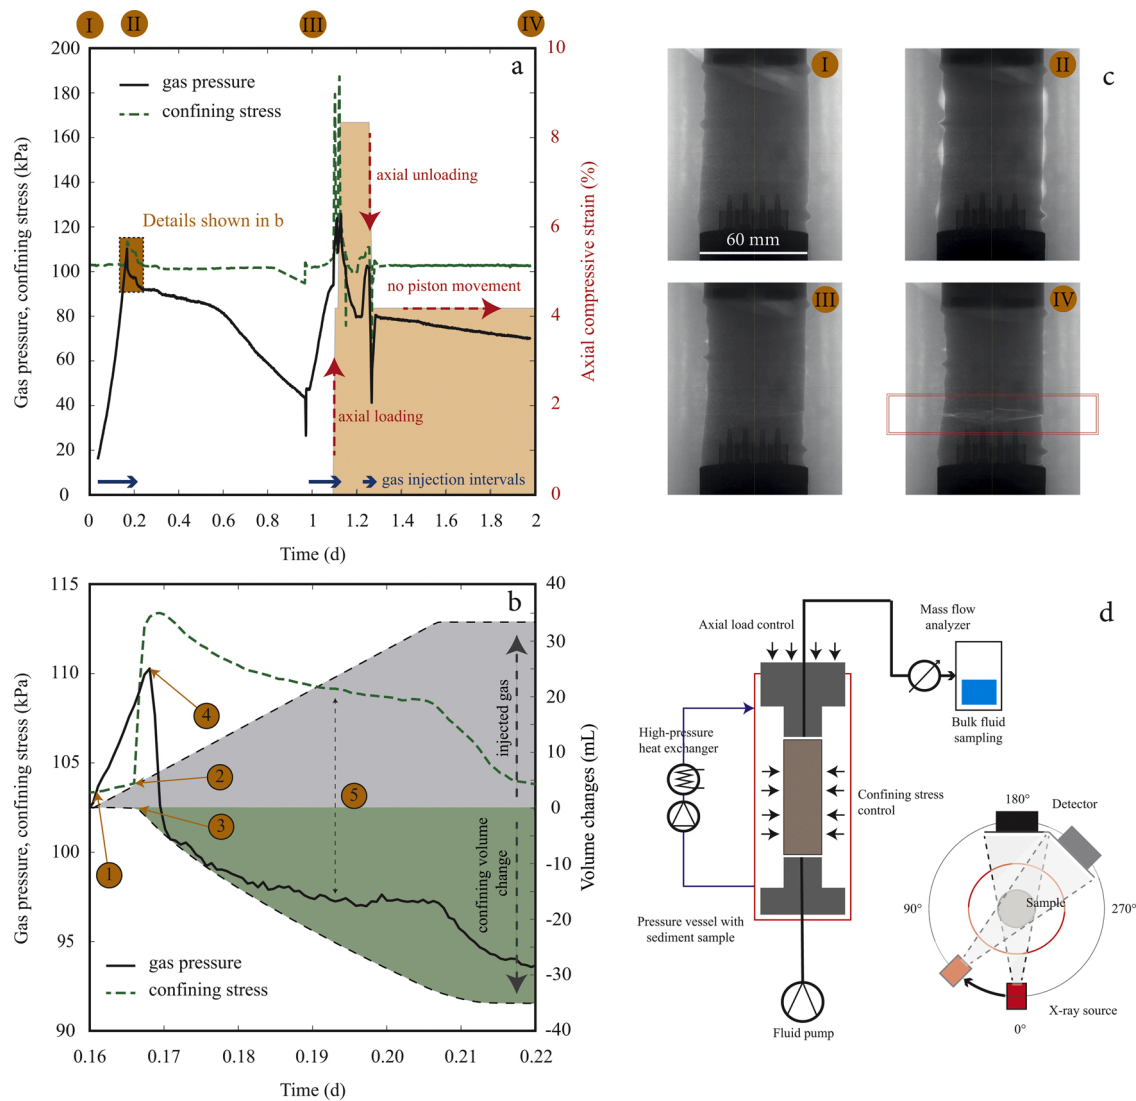 I II III IV
a
gas pressure
confining stress
Gas pressure, confining stress (kPa)
200
180
160
140
120
100
80
60
40
20
0
Axial compressive strain (%)
10
8
6
4
2
0
Details shown in b
axial unloading
no piston movement
axial loading
gas injection intervals
0 0.2 0.4 0.6 0.8 1 1.2 1.4 1.6 1.8 2
Time (d)
c
I
II
60 mm
III
IV
b
Gas pressure, confining stress (kPa)
115
110
105
100
95
90
Volume changes (mL)
40
30
20
10
0
-10
-20
-30
-40
injected gas
confining volume
change
1
2
3
4
5
gas pressure
confining stress
0.16 0.17 0.18 0.19 0.20 0.21 0.22
Time (d)
d
Axial load control
Mass flow
analyzer
Bulk fluid
sampling
High-pressure
heat exchanger
Confining stress
control
Pressure vessel with
sediment sample
Fluid pump
180°
Detector
90°
Sample
270°
X-ray source
0°